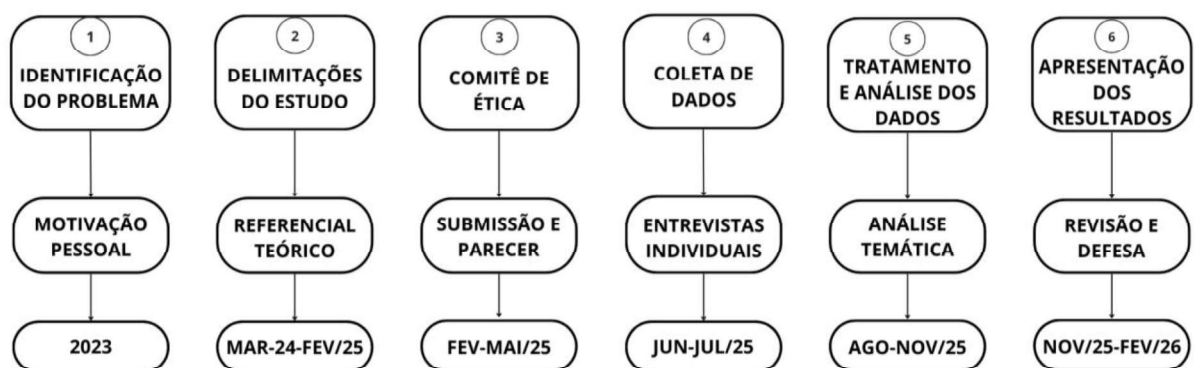 1
IDENTIFICAÇÃO
DO PROBLEMA
MOTIVAÇÃO
PESSOAL
2023
2
DELIMITAÇÕES
DO ESTUDO
REFERENCIAL
TEÓRICO
MAR-24-FEV/25
3
COMITÊ DE
ÉTICA
SUBMISSÃO E
PARECER
FEV-MAI/25
4
COLETA DE
DADOS
ENTREVISTAS
INDIVIDUAIS
JUN-JUL/25
5
TRATAMENTO
E ANÁLISE DOS
DADOS
ANÁLISE
TEMÁTICA
AGO-NOV/25
6
APRESENTAÇÃO
DOS
RESULTADOS
REVISÃO E
DEFESA
NOV/25-FEV/26